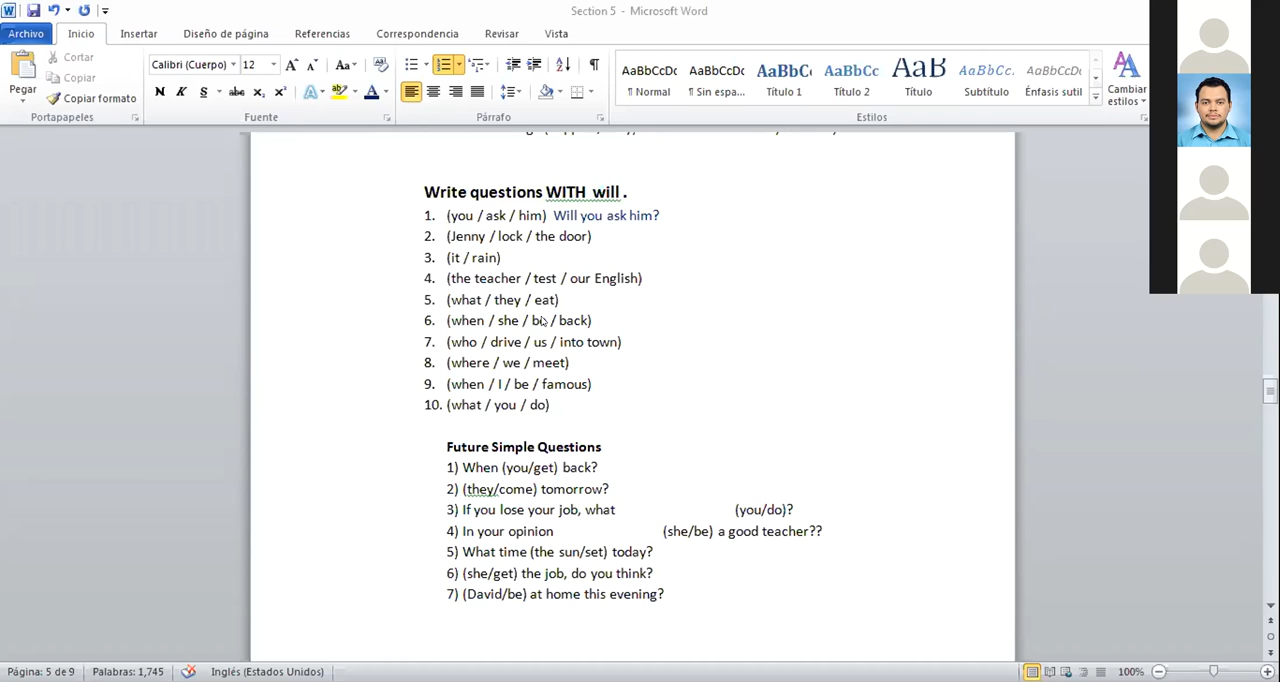 Section 5 - Microsoft Word
Archivo Inicio Insertar Diseño de página Referencias Correspondencia Revisar Vista
Pegar
Cortar
Copiar
Copiar formato
Portapapeles
Calibri (Cuerpo) 12
Fuente
Párrafo
AaBbCcDc AaBbCcDc AaBbC AaBbCc AaB AaBbCc. AaBbCcDc
¶ Normal ¶ Sin espa... Título 1 Título 2 Título Subtítulo Énfasis sutil
Estilos
Cambiar
estilos
Write questions WITH will .
1. (you / ask / him) Will you ask him?
2. (Jenny / lock / the door)
3. (it / rain)
4. (the teacher / test / our English)
5. (what / they / eat)
6. (when / she / be / back)
7. (who / drive / us / into town)
8. (where / we / meet)
9. (when / I / be / famous)
10. (what / you / do)
Future Simple Questions
1) When (you/get) back?
2) (they/come) tomorrow?
3) If you lose your job, what (you/do)?
4) In your opinion (she/be) a good teacher??
5) What time (the sun/set) today?
6) (she/get) the job, do you think?
7) (David/be) at home this evening?
Página: 5 de 9 Palabras: 1,745 Inglés (Estados Unidos) 100%